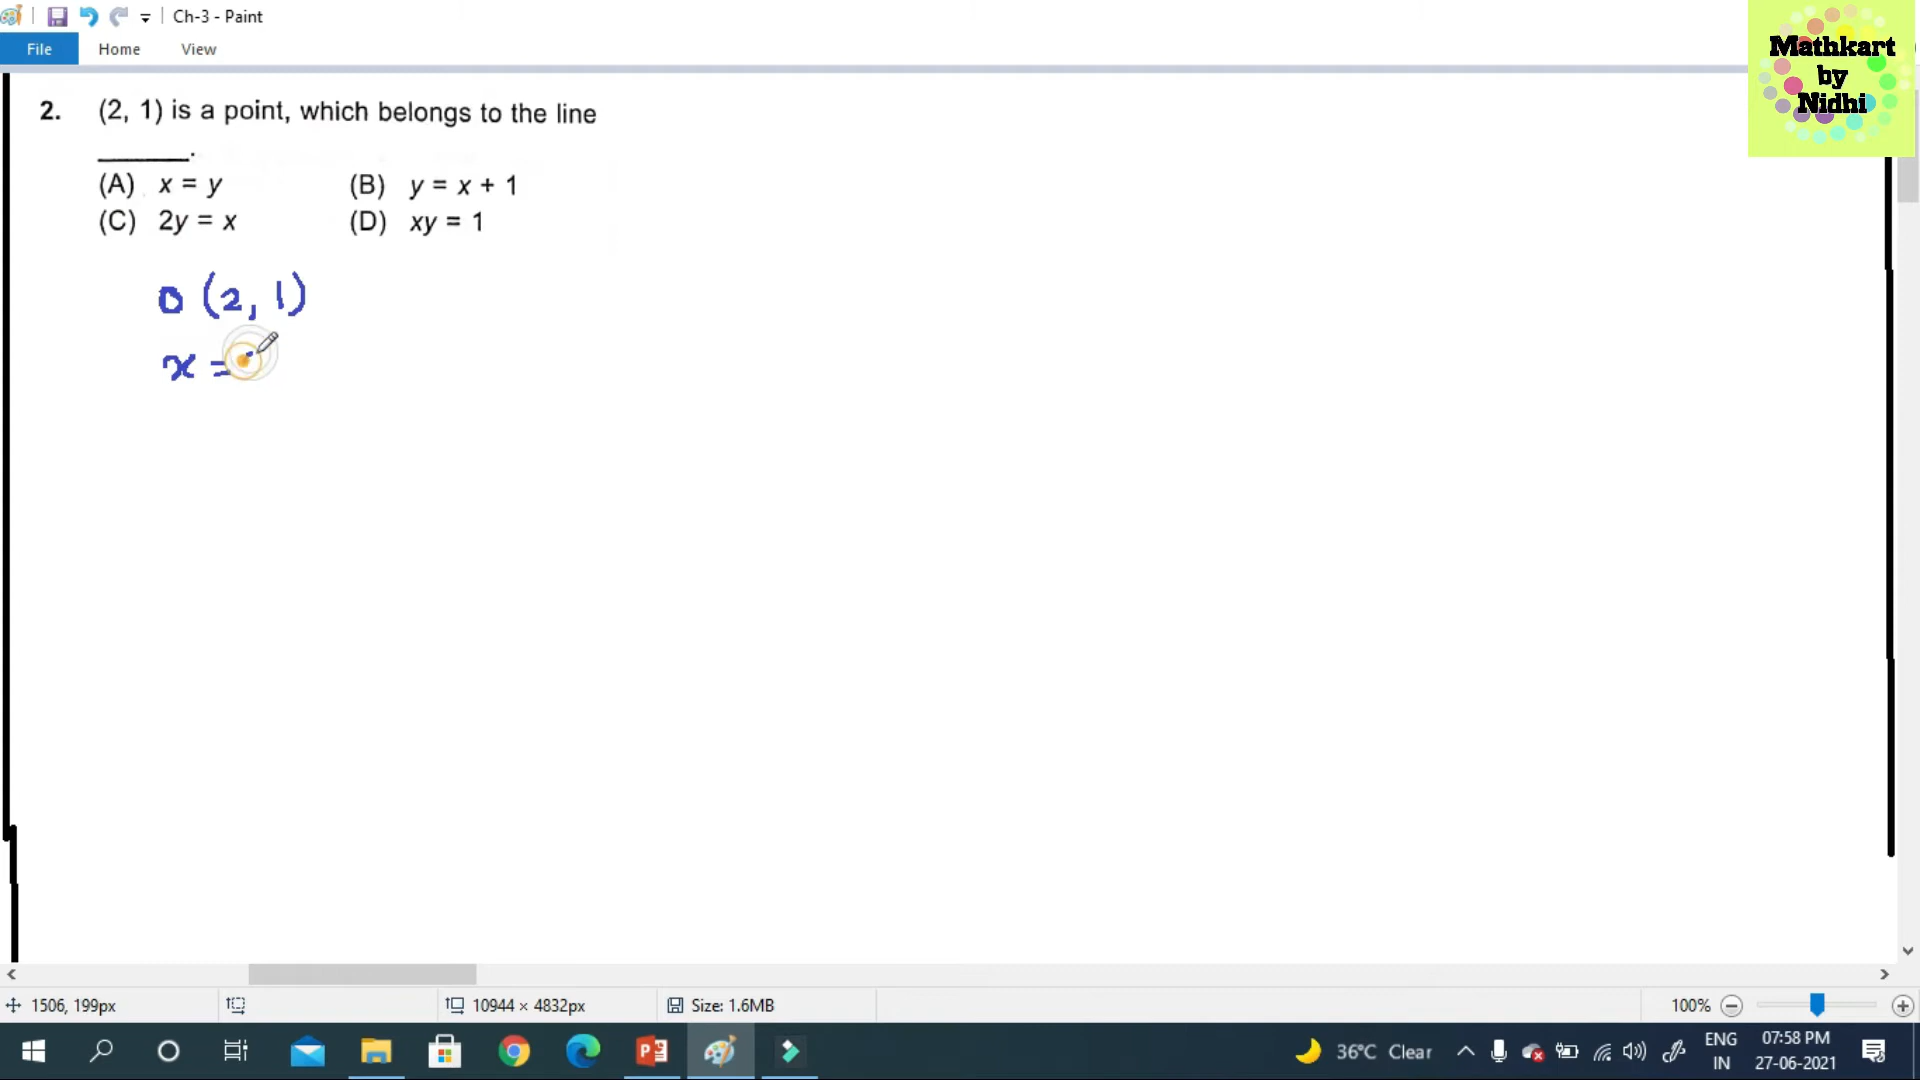 Ch-3 - Paint
File Home View
Mathkart
by
Nidhi
2. (2, 1) is a point, which belongs to the line
______.
(A) x = y (B) y = x + 1
(C) 2y = x (D) xy = 1
0 (2, 1)
x =
1506, 199px 10944 × 4832px Size: 1.6MB 100%
36°C Clear ENG 07:58 PM
IN 27-06-2021